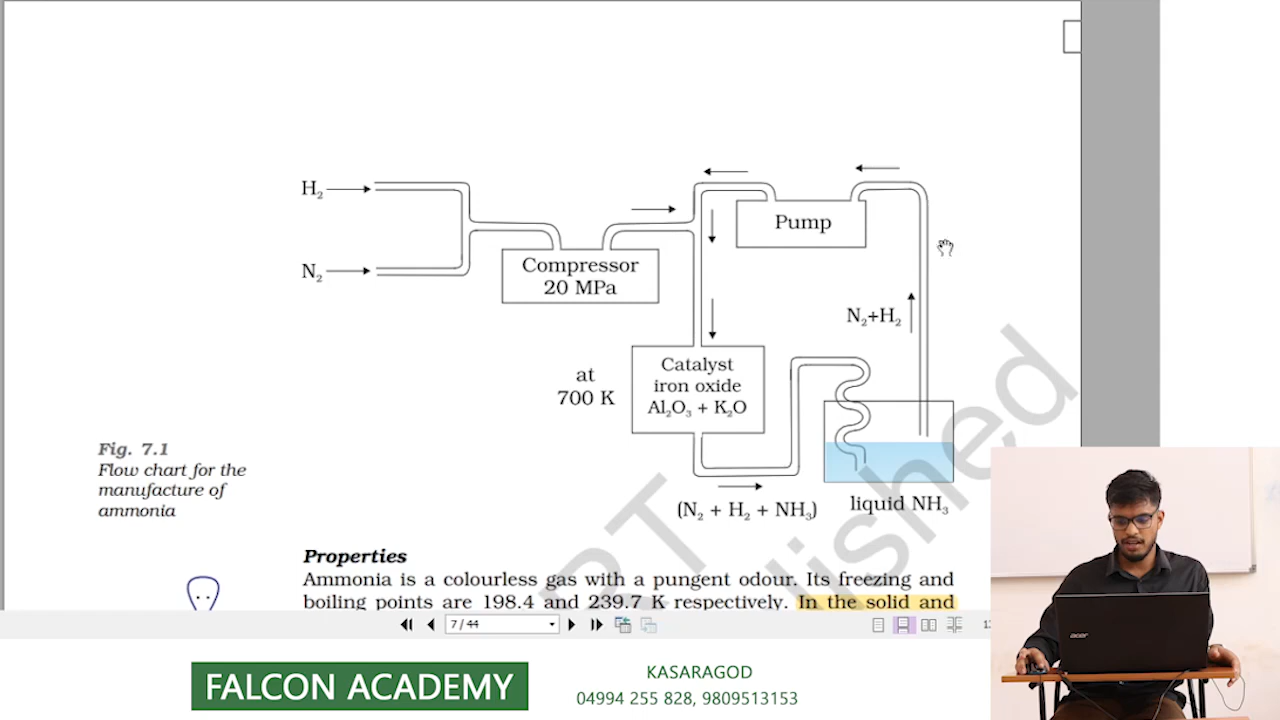 H₂
N₂
Compressor
20 MPa
Pump
N₂+H₂
at
700 K
Catalyst
iron oxide
Al₂O₃ + K₂O
(N₂ + H₂ + NH₃)
liquid NH₃
Fig. 7.1
Flow chart for the
manufacture of
ammonia
Properties
Ammonia is a colourless gas with a pungent odour. Its freezing and
boiling points are 198.4 and 239.7 K respectively. In the solid and
7 / 44
acer
FALCON ACADEMY
KASARAGOD
04994 255 828, 9809513153